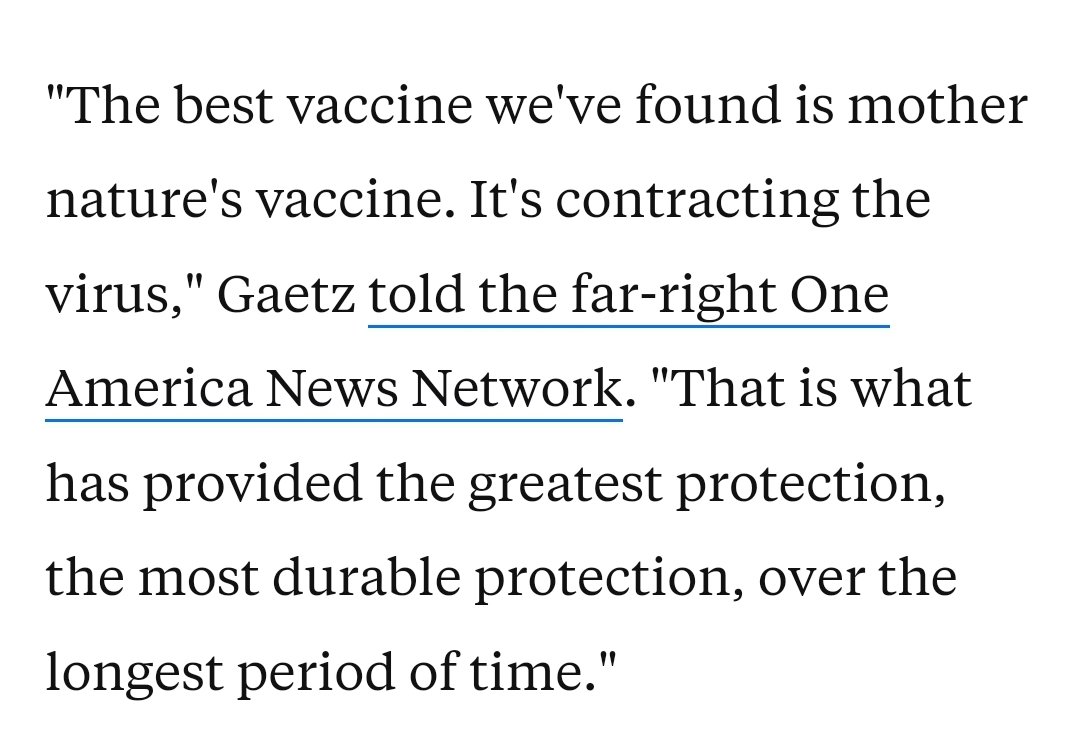 "The best vaccine we've found is mother
nature's vaccine. It's contracting the
virus," Gaetz told the far-right One
America News Network. "That is what
has provided the greatest protection,
the most durable protection, over the
longest period of time."